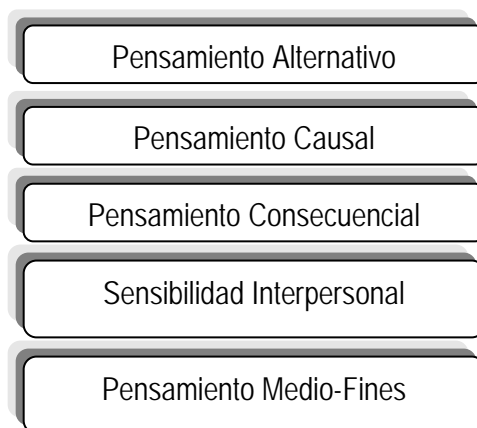 Pensamiento Alternativo
Pensamiento Causal
Pensamiento Consecuencial
Sensibilidad Interpersonal
Pensamiento Medio-Fines